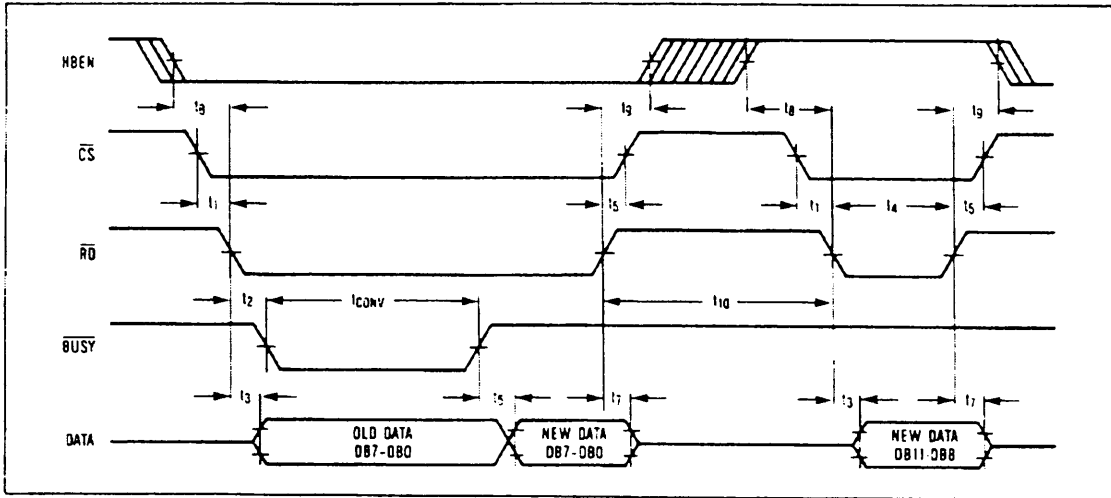 HBEN
t8 t9 t8 t9
CS
t1 t5 t1 t4 t5
RD
t2 tCONV t10
BUSY
t3 t6 t7 t3 t7
DATA
OLD DATA
DB7-DB0
NEW DATA
DB7-DB0
NEW DATA
DB11-DB8